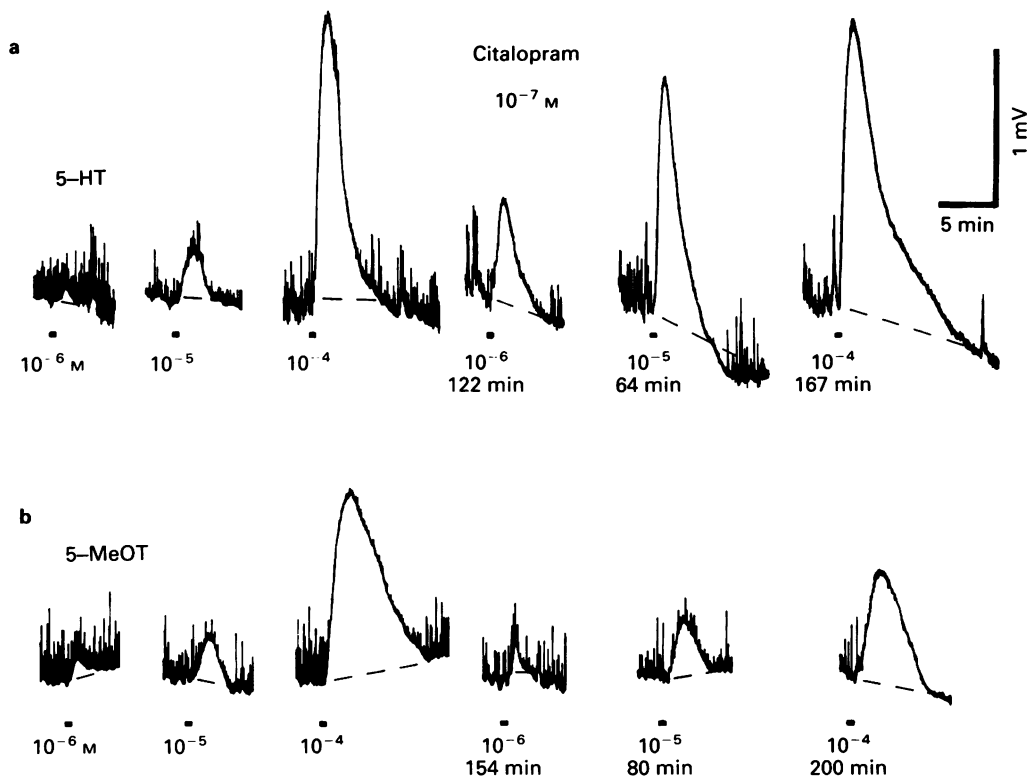 a
Citalopram
10⁻⁷ M
1 mV
5 min
5–HT
10⁻⁶ M
10⁻⁵
10⁻⁴
10⁻⁶
122 min
10⁻⁵
64 min
10⁻⁴
167 min
b
5–MeOT
10⁻⁶ M
10⁻⁵
10⁻⁴
10⁻⁶
154 min
10⁻⁵
80 min
10⁻⁴
200 min